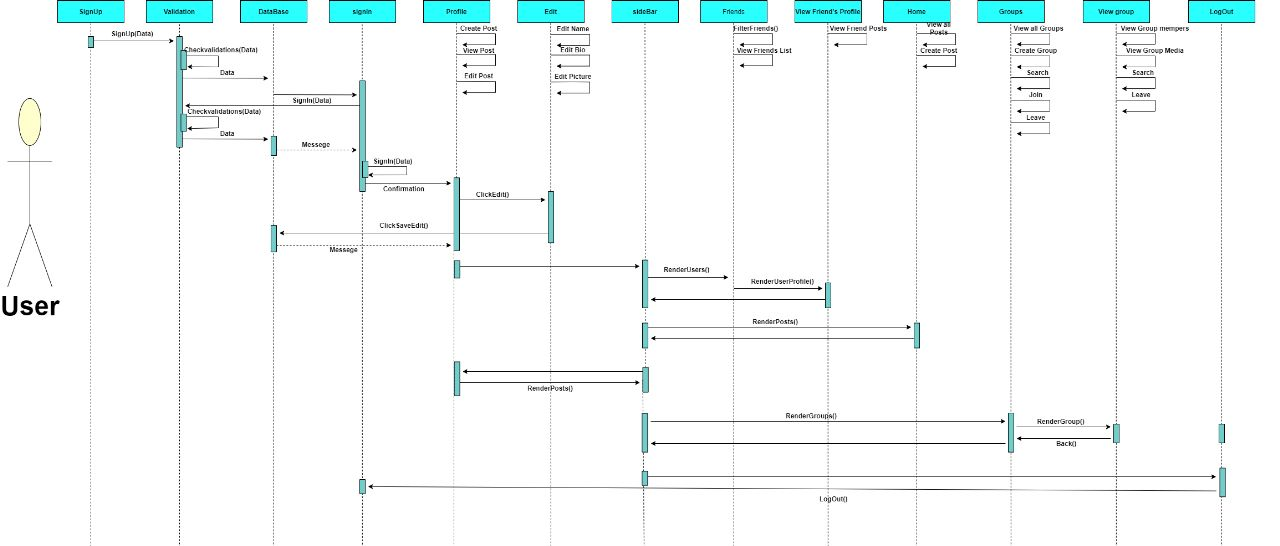 SignUp
Validation
DataBase
signIn
Profile
Edit
sideBar
Friends
View Friend's Profile
Home
Groups
View group
LogOut
SignUp(Data)
Checkvalidations(Data)
Data
SignIn(Data)
Checkvalidations(Data)
Data
Messege
SignIn(Data)
Confirmation
Create Post
View Post
Edit Post
Edit Name
Edit Bio
Edit Picture
FilterFriends()
View Friends List
View Friend Posts
View all
Posts
Create Post
View all Groups
Create Group
Search
Join
Leave
View Group mempers
View Group Media
Search
Leave
ClickEdit()
ClickSaveEdit()
Messege
User
RenderUsers()
RenderUserProfile()
RenderPosts()
RenderPosts()
RenderGroups()
RenderGroup()
Back()
LogOut()